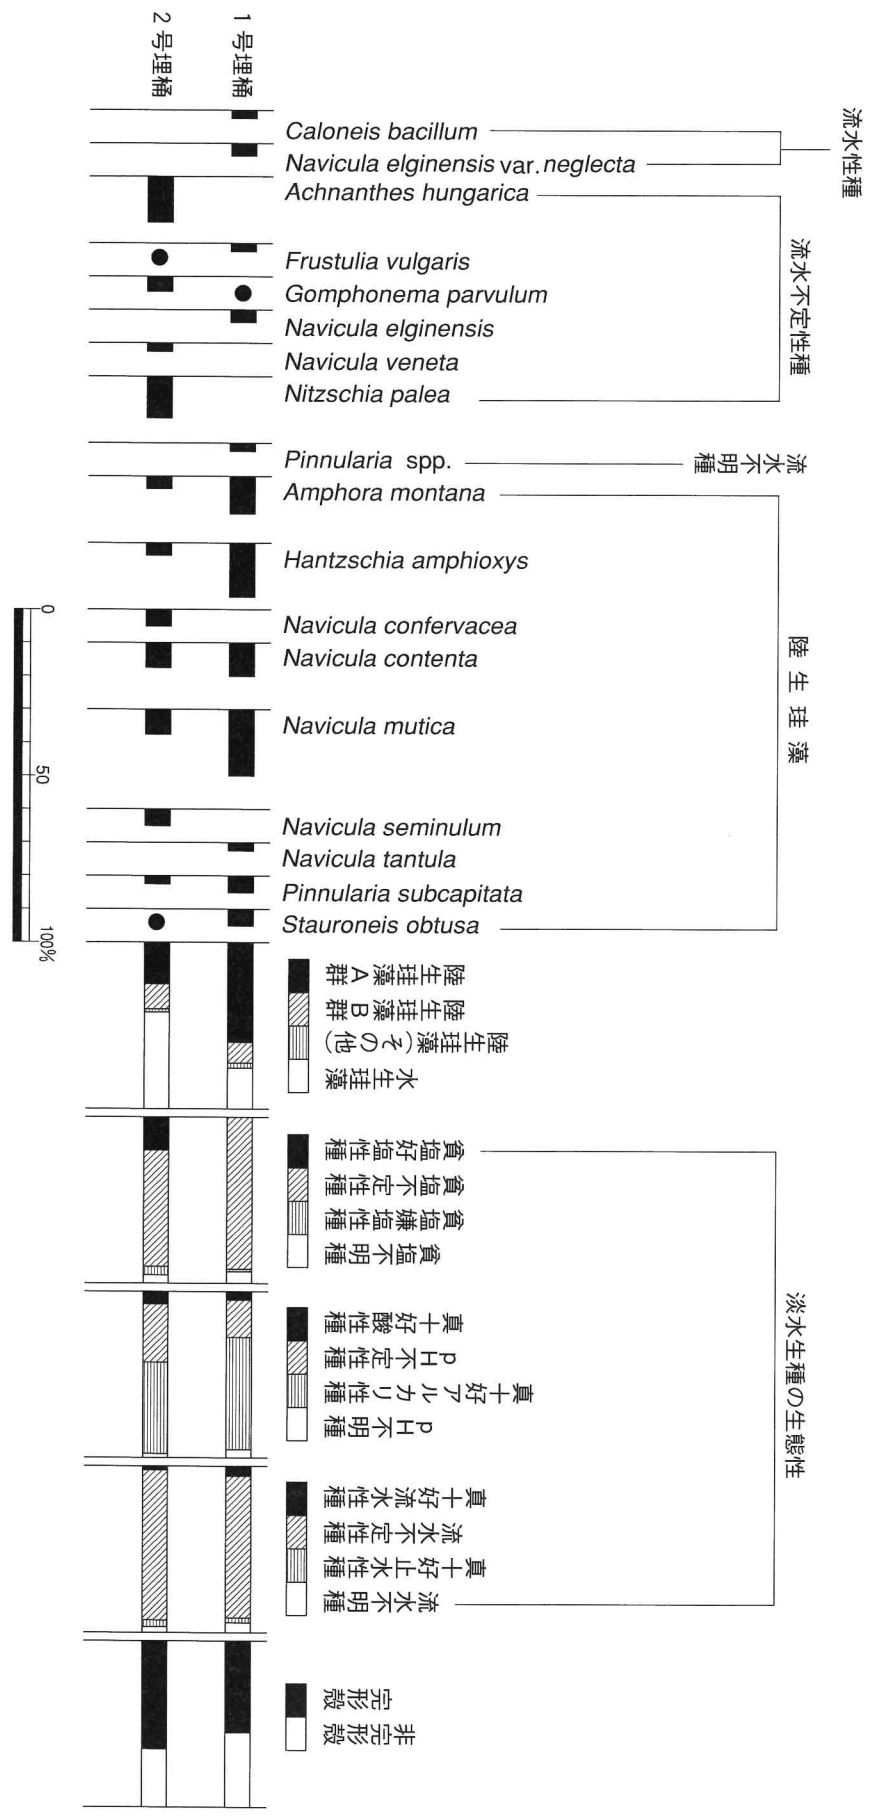 流水性種
流水不定性種
流水不明種
陸生珪藻
淡水生種の生態性
Caloneis bacillum
Navicula elginensis var. neglecta
Achnanthes hungarica
Frustulia vulgaris
Gomphonema parvulum
Navicula elginensis
Navicula veneta
Nitzschia palea
Pinnularia spp.
Amphora montana
Hantzschia amphioxys
Navicula confervacea
Navicula contenta
Navicula mutica
Navicula seminulum
Navicula tantula
Pinnularia subcapitata
Stauroneis obtusa
陸生珪藻A群
陸生珪藻B群
陸生珪藻(その他)
水生珪藻
貧塩好塩性種
貧塩不定性種
貧塩嫌塩性種
貧塩不明種
真+好酸性種
pH不定性種
真+好アルカリ性種
pH不明種
真+好流水性種
流水不定性種
真+好止水性種
流水不明種
完形殻
非完形殻
1号埋桶
2号埋桶
0
50
100%